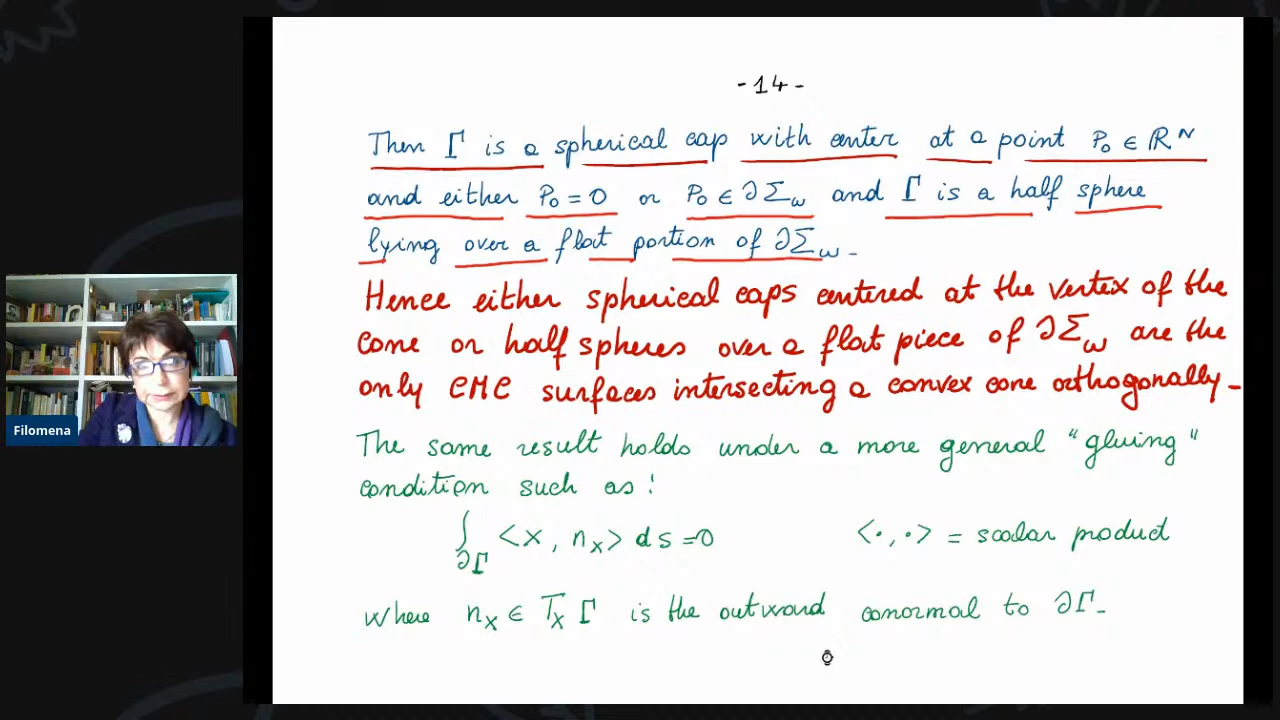 -14-
Then Γ is a spherical cap with center at a point P₀ ∈ ℝᴺ
and either P₀ = 0 or P₀ ∈ ∂Σ_ω and Γ is a half sphere
lying over a flat portion of ∂Σ_ω -
Hence either spherical caps centered at the vertex of the
cone or half spheres over a flat piece of ∂Σ_ω are the
only CMC surfaces intersecting a convex cone orthogonally -
Filomena
The same result holds under a more general "gluing"
condition such as:
∫_∂Γ <x, n_x> ds = 0 <·,·> = scalar product
where n_x ∈ T_x Γ is the outward conormal to ∂Γ -